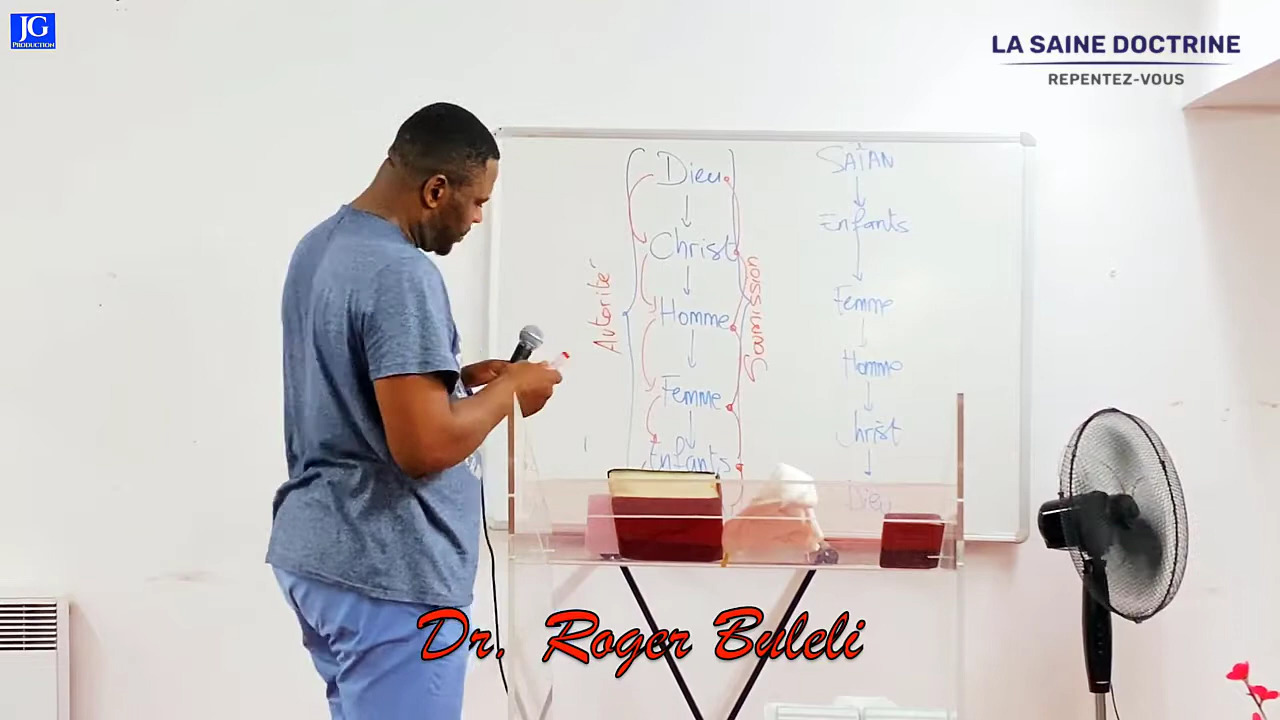 JG
PRODUCTION
LA SAINE DOCTRINE
REPENTEZ-VOUS
Dieu
Christ
Homme
Femme
Enfants
Autorité
Soumission
SATAN
Enfants
Femme
Homme
Christ
Dieu
Dr. Roger Buleli